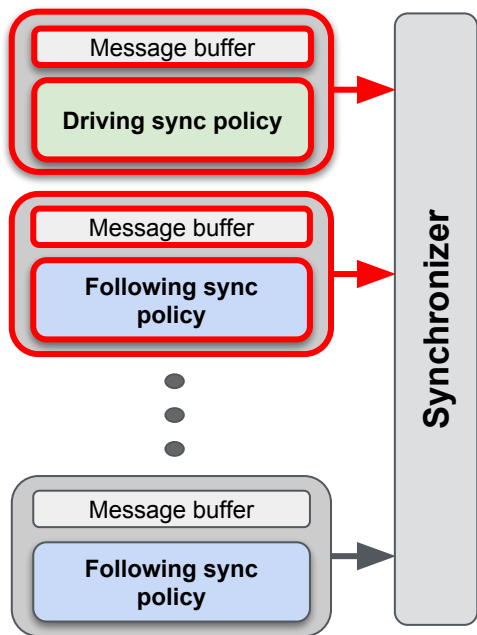 Message buffer
Driving sync policy
Message buffer
Following sync
policy
Message buffer
Following sync
policy
Synchronizer